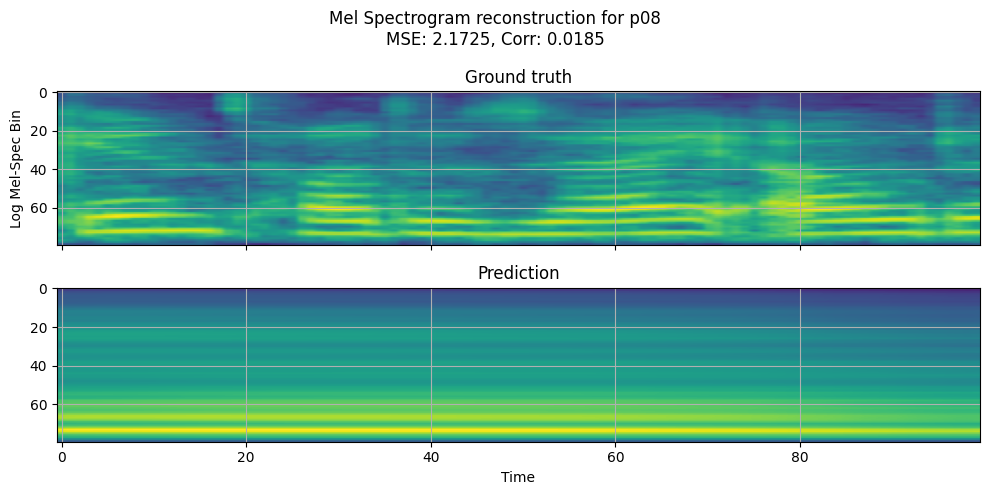 Mel Spectrogram reconstruction for p08
MSE: 2.1725, Corr: 0.0185
Ground truth
Log Mel-Spec Bin
0
20
40
60
Prediction
0
20
40
60
0 20 40 60 80
Time